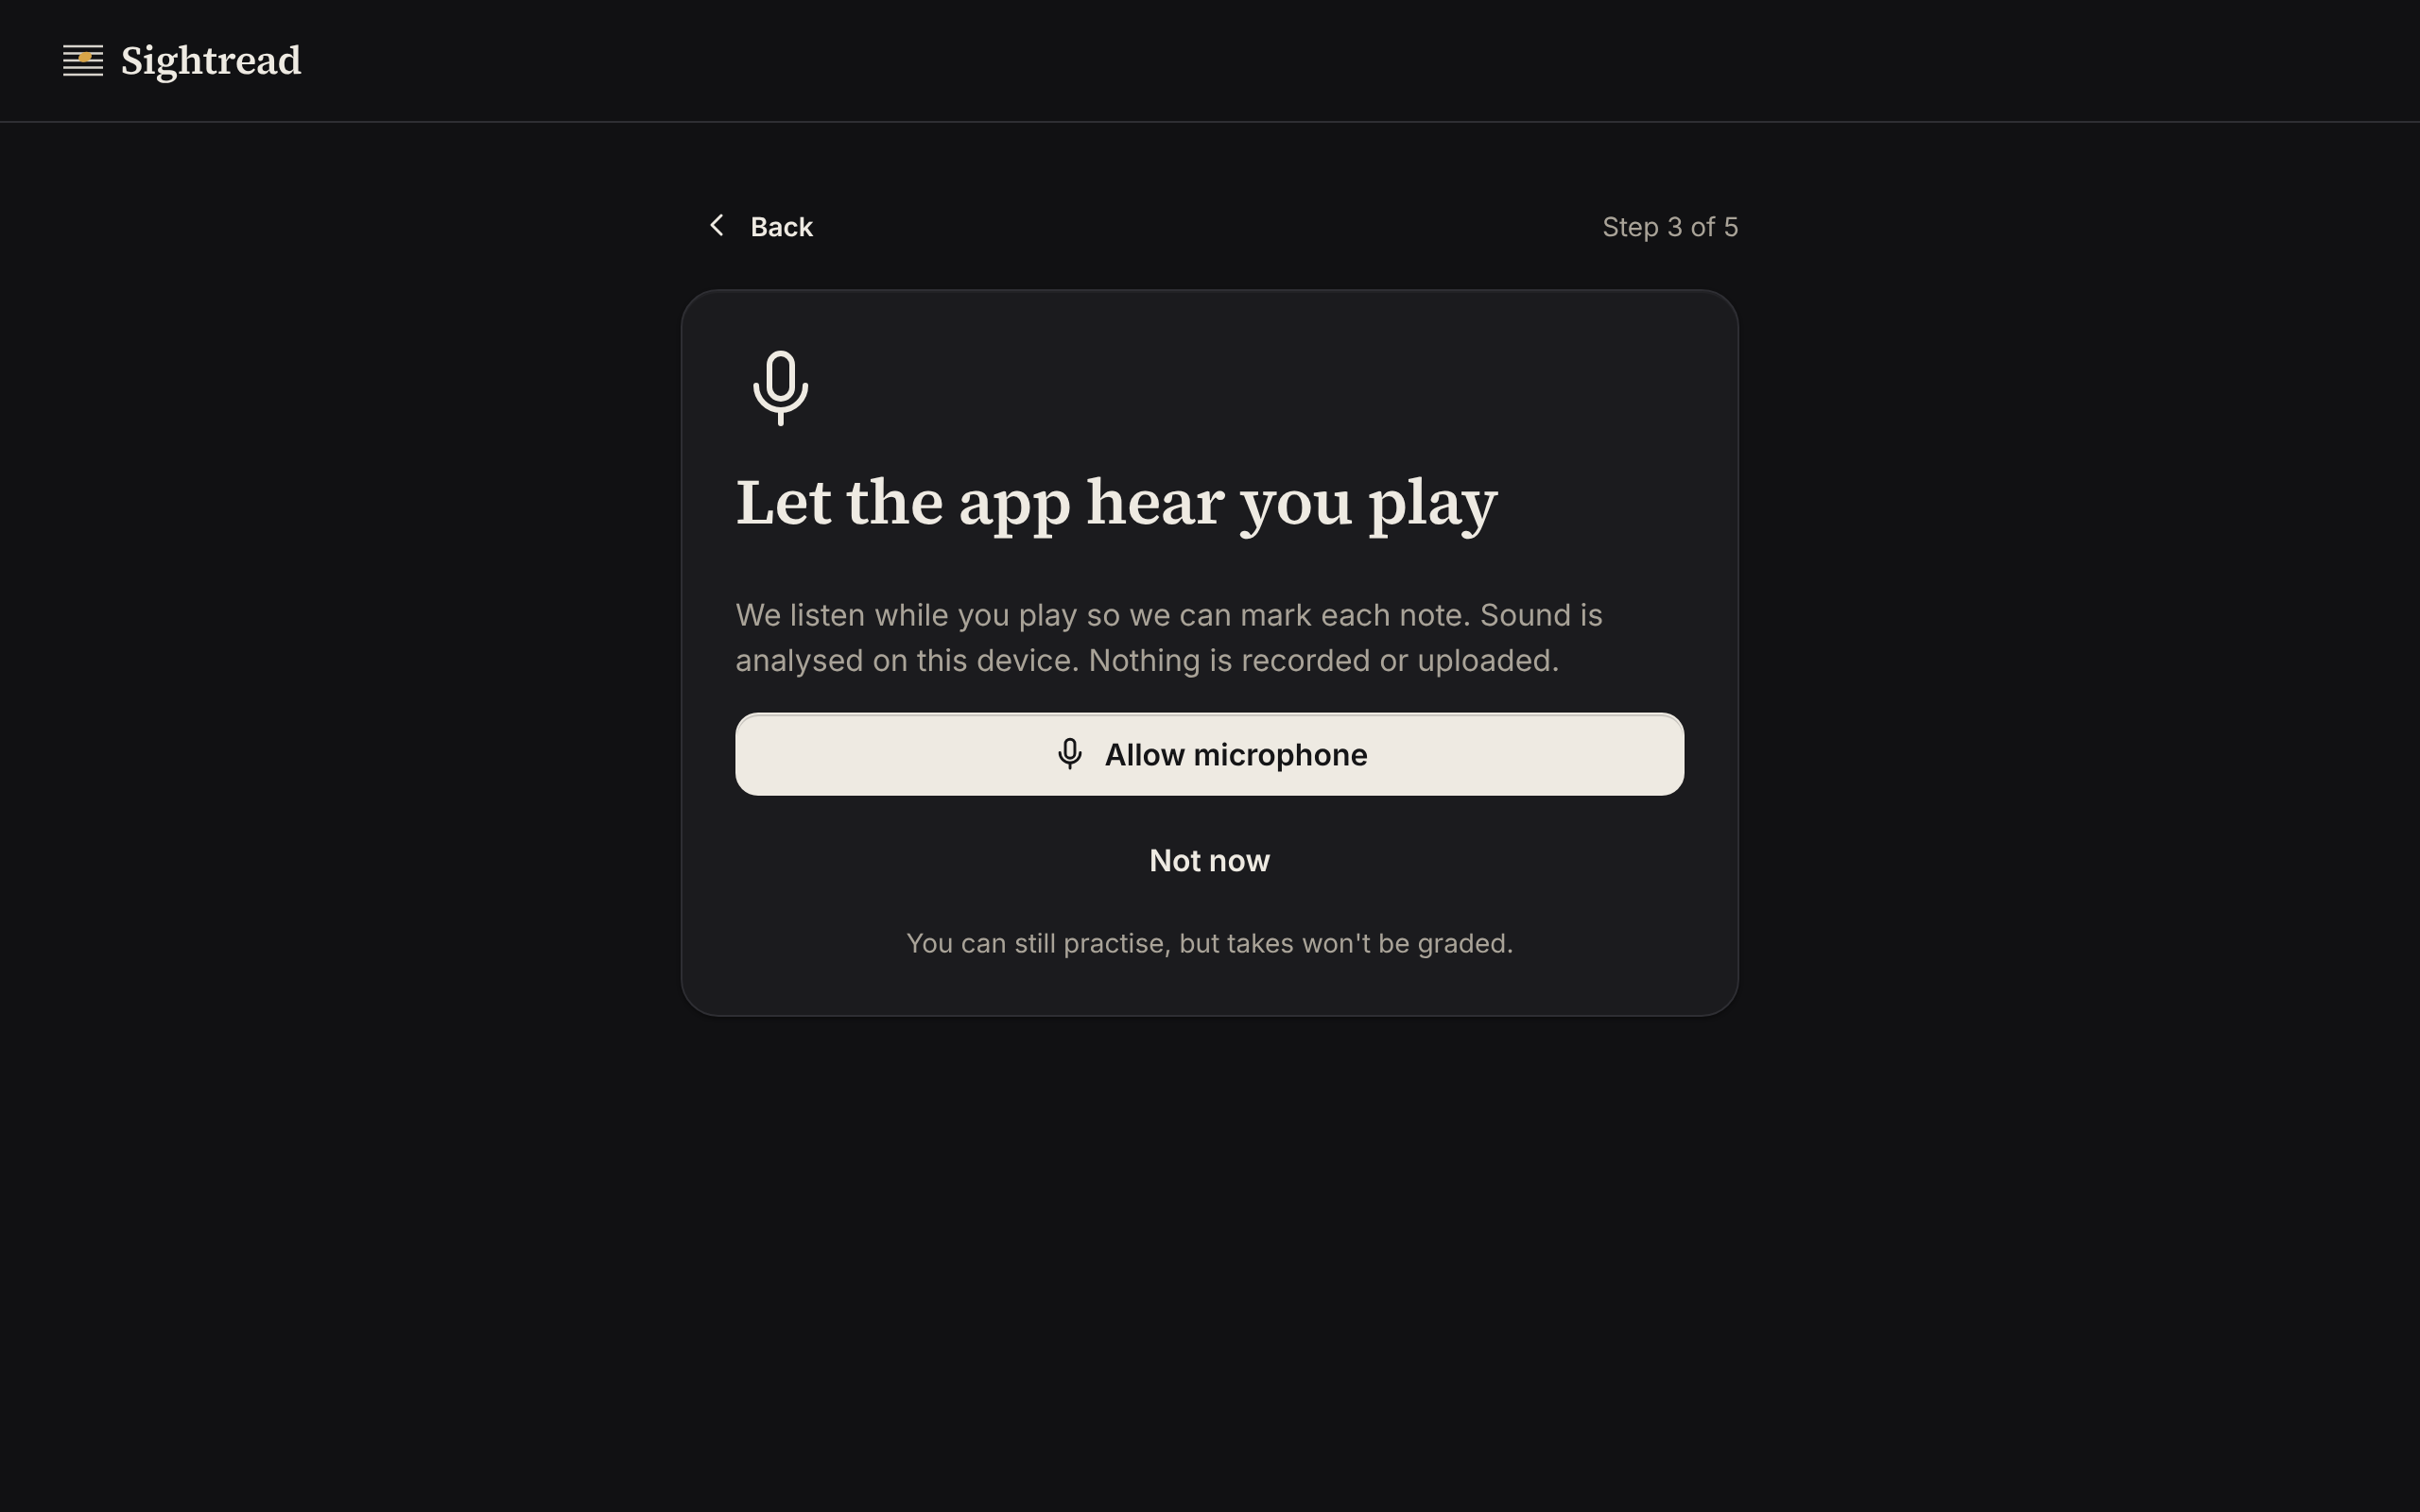 Sightread
Back
Step 3 of 5
Let the app hear you play
We listen while you play so we can mark each note. Sound is
analysed on this device. Nothing is recorded or uploaded.
Allow microphone
Not now
You can still practise, but takes won't be graded.